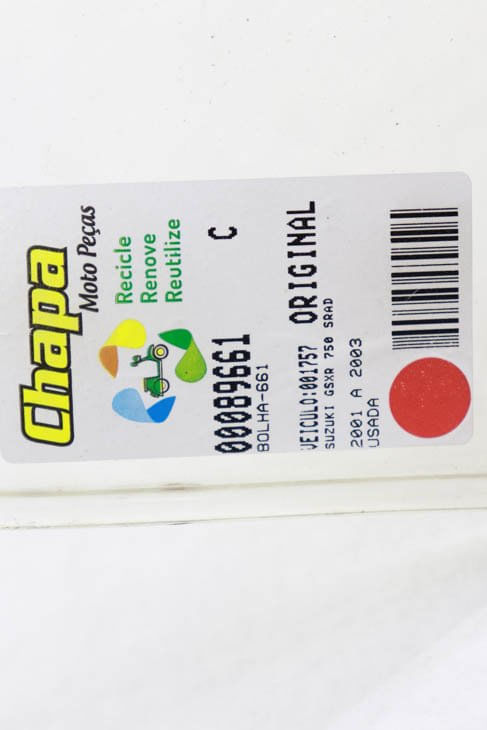 Chapa
Moto Peças
Recicle
Renove
Reutilize
00089661 C
BOLHA-661
VEICULO:001757 ORIGINAL
SUZUKI GSXR 750 SRAD
2001 A 2003
USADA